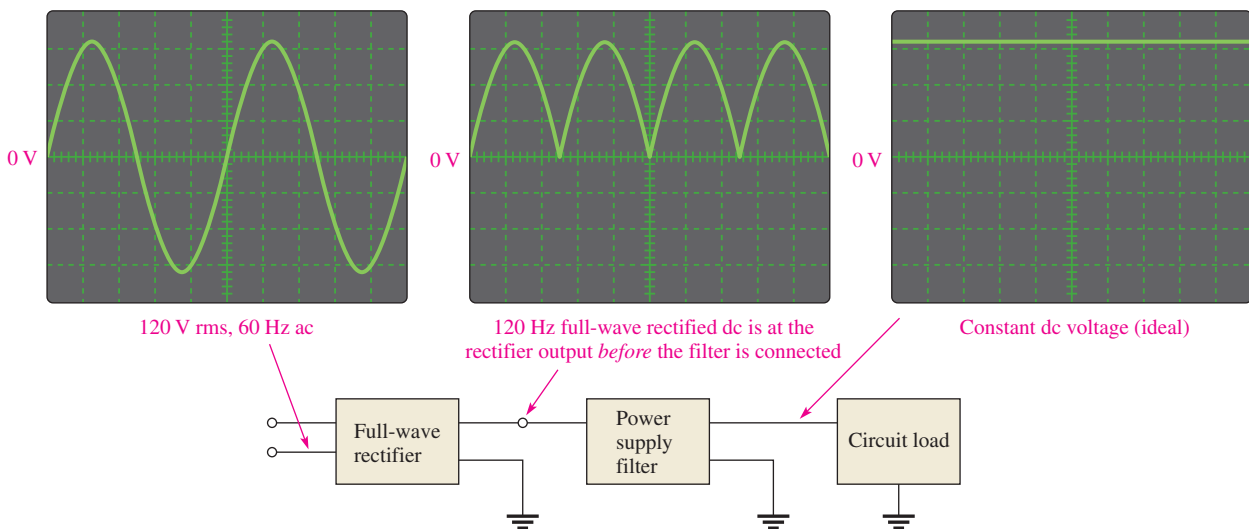 0 V
0 V
0 V
120 V rms, 60 Hz ac
120 Hz full-wave rectified dc is at the
rectifier output before the filter is connected
Constant dc voltage (ideal)
Full-wave
rectifier
Power
supply
filter
Circuit load